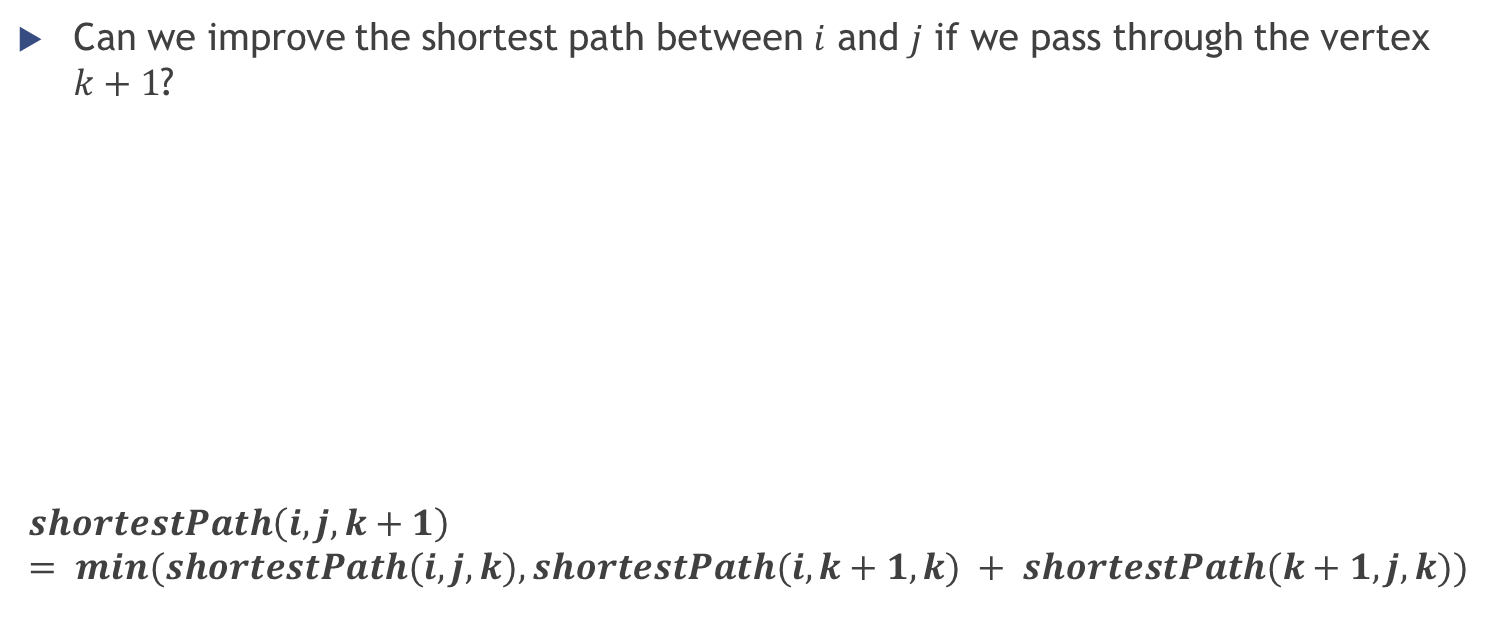 Can we improve the shortest path between i and j if we pass through the vertex
k + 1?
shortestPath(i, j, k + 1)
= min(shortestPath(i, j, k), shortestPath(i, k + 1, k) + shortestPath(k + 1, j, k))